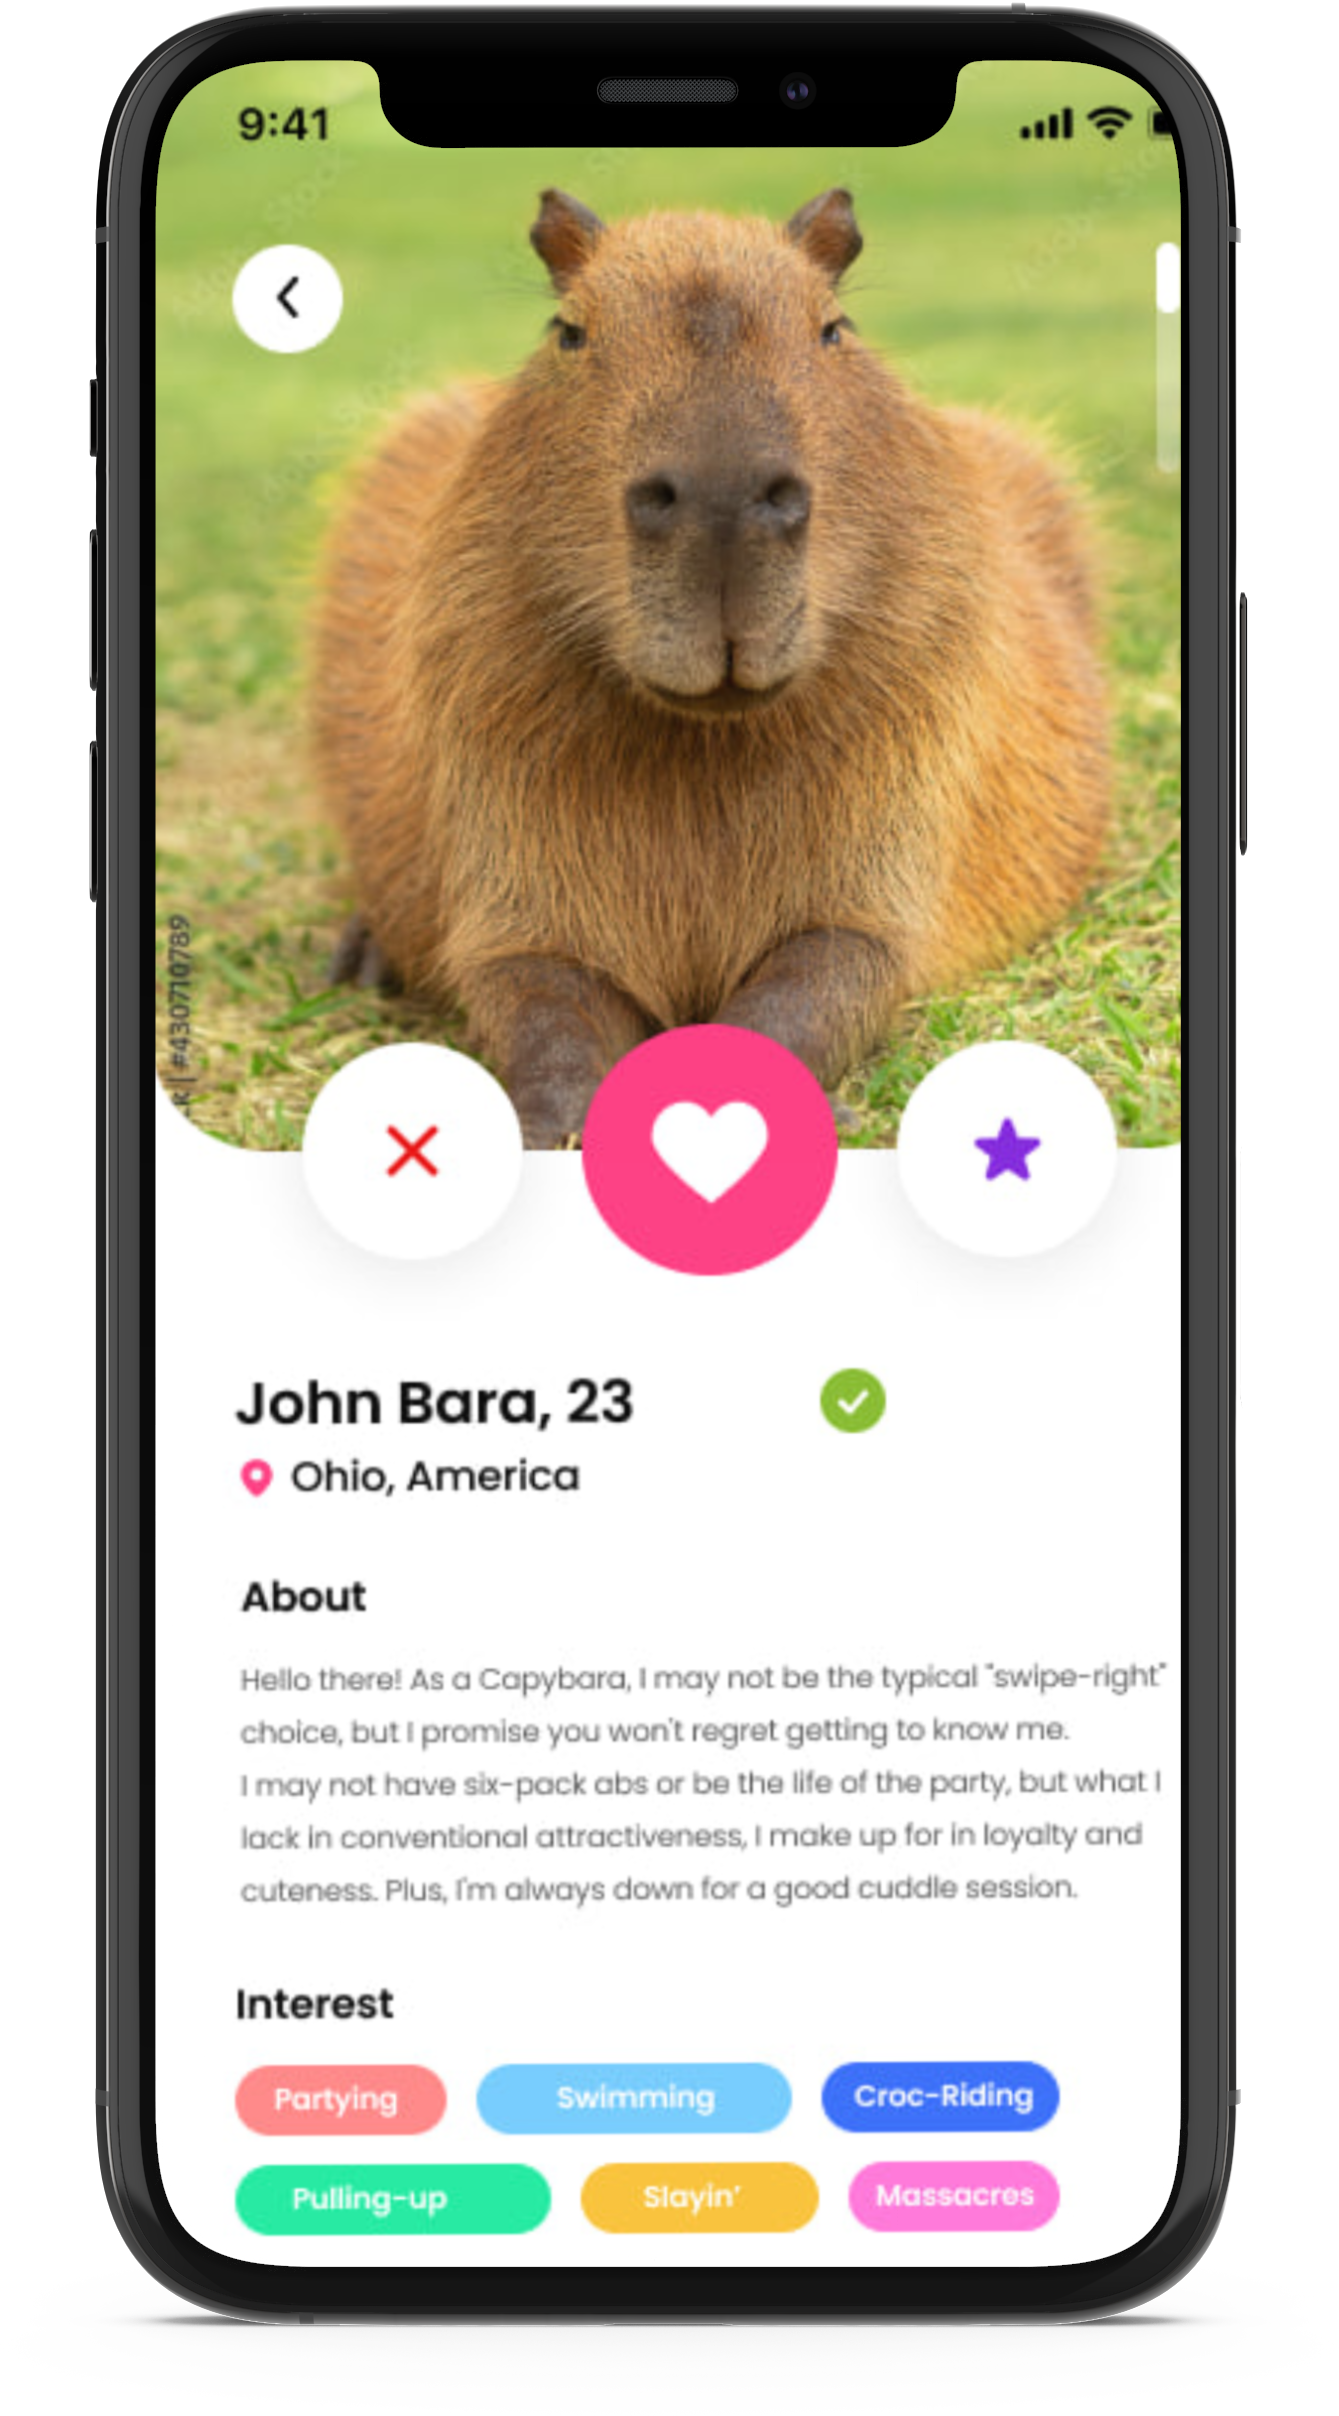 9:41
#430710789
John Bara, 23
Ohio, America
About
Hello there! As a Capybara, I may not be the typical "swipe-right"
choice, but I promise you won't regret getting to know me.
I may not have six-pack abs or be the life of the party, but what I
lack in conventional attractiveness, I make up for in loyalty and
cuteness. Plus, I'm always down for a good cuddle session.
Interest
Partying
Swimming
Croc-Riding
Pulling-up
Slayin'
Massacres